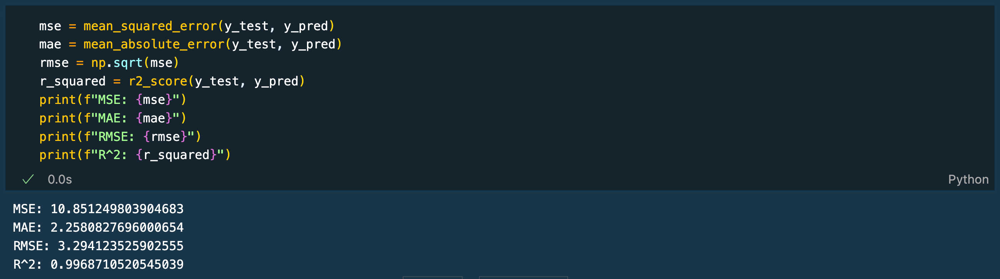 mse = mean_squared_error(y_test, y_pred)
mae = mean_absolute_error(y_test, y_pred)
rmse = np.sqrt(mse)
r_squared = r2_score(y_test, y_pred)
print(f"MSE: {mse}")
print(f"MAE: {mae}")
print(f"RMSE: {rmse}")
print(f"R^2: {r_squared}")
0.0s
Python
MSE: 10.851249803904683
MAE: 2.2580827696000654
RMSE: 3.294123525902555
R^2: 0.9968710520545039